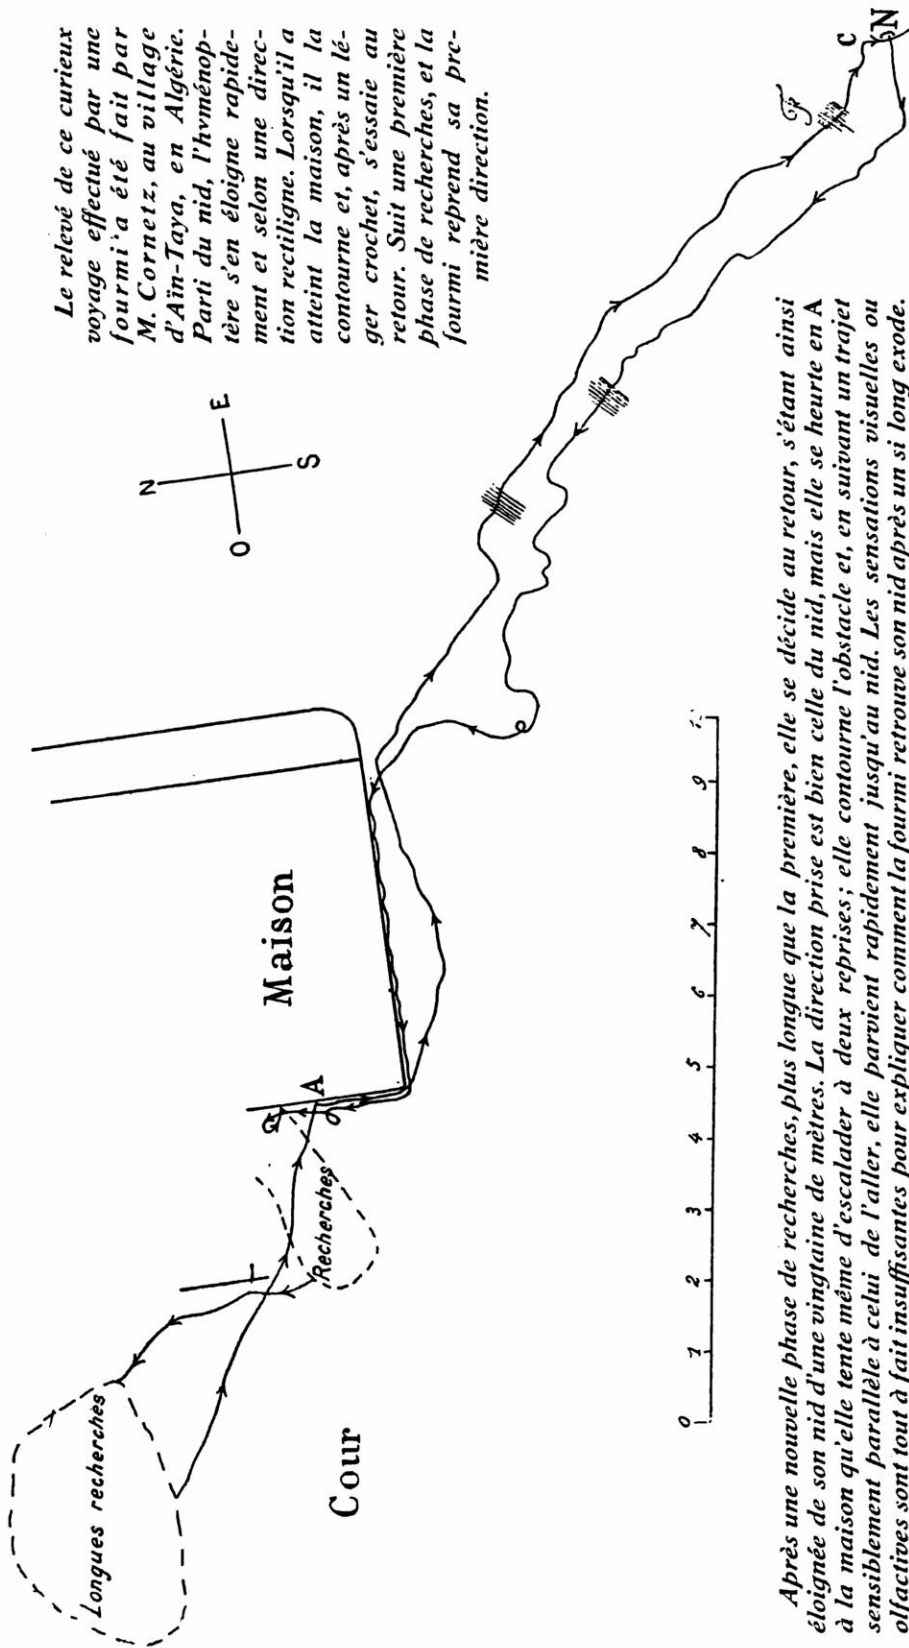 Le relevé de ce curieux
voyage effectué par une
fourmi'a été fait par
M. Cornetz, au village
d'Aïn-Taya, en Algérie.
Parti du nid, l'hyménop-
tère s'en éloigne rapide-
ment et selon une direc-
tion rectiligne. Lorsqu'il a
atteint la maison, il la
contourne et, après un lé-
ger crochet, s'essaie au
retour. Suit une première
phase de recherches, et la
fourmi reprend sa pre-
mière direction.
N
O
E
S
Longues recherches
Recherches
Cour
Maison
A
F
C
N
0 1 2 3 4 5 6 7 8 9
Après une nouvelle phase de recherches, plus longue que la première, elle se décide au retour, s'étant ainsi
éloignée de son nid d'une vingtaine de mètres. La direction prise est bien celle du nid, mais elle se heurte en A
à la maison qu'elle tente même d'escalader à deux reprises; elle contourne l'obstacle et, en suivant un trajet
sensiblement parallèle à celui de l'aller, elle parvient rapidement jusqu'au nid. Les sensations visuelles ou
olfactives sont tout à fait insuffisantes pour expliquer comment la fourmi retrouve son nid après un si long exode.